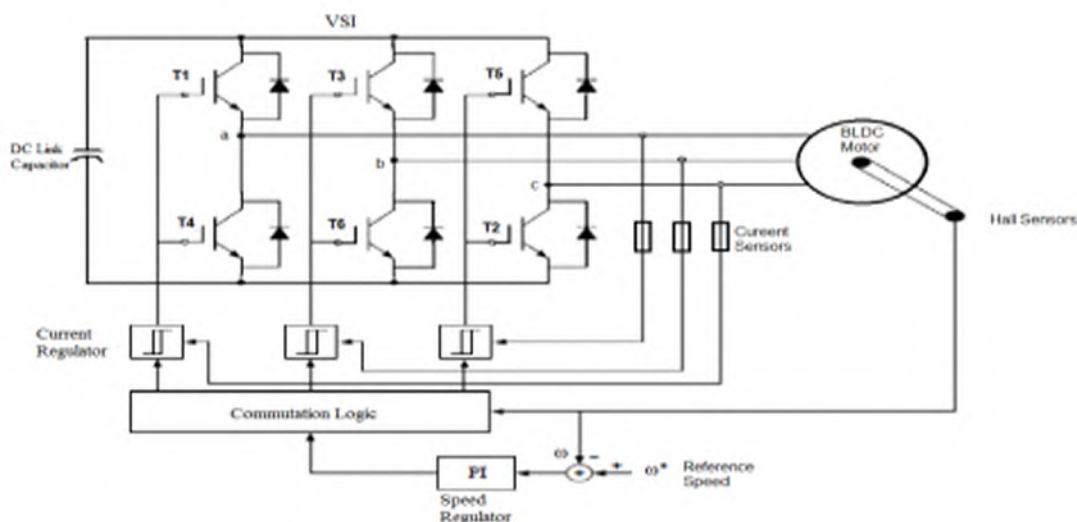 VSI
T1
T3
T5
a
DC Link
Capacitor
b
BLDC
Motor
c
T4
T6
T2
Cureent
Sensors
Hall Sensors
Current
Regulator
Commutation Logic
ω
−
+
ω*
Reference
Speed
PI
Speed
Regulator